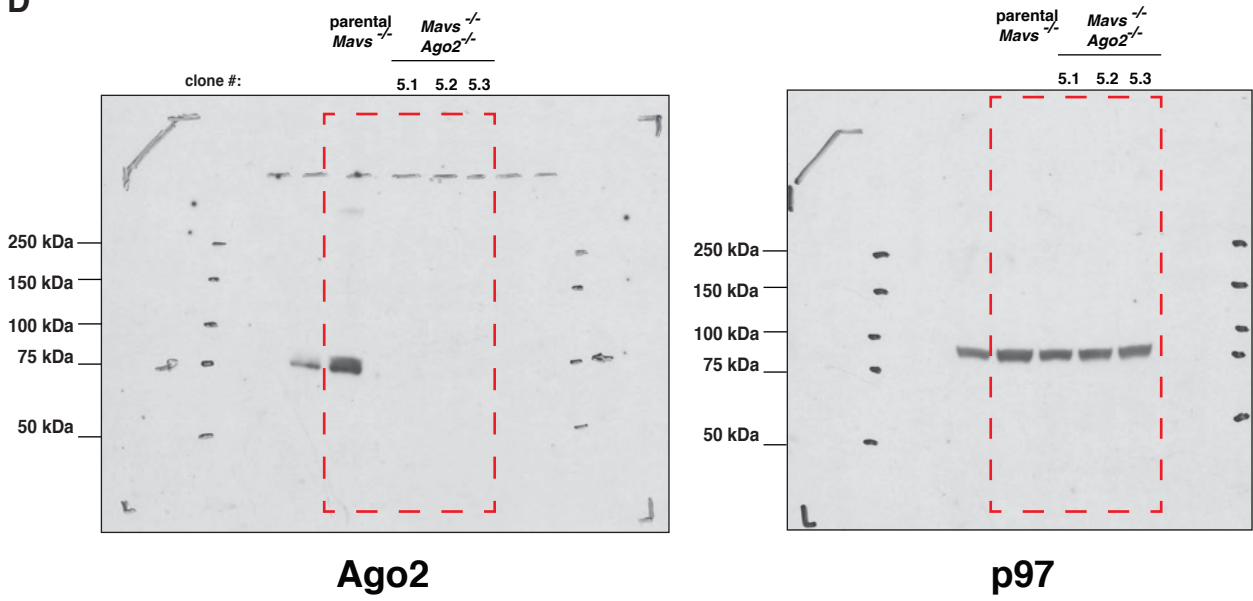 D
parental
Mavs -/-
Mavs -/-
Ago2-/-
clone #:
5.1 5.2 5.3
250 kDa
150 kDa
100 kDa
75 kDa
50 kDa
Ago2
parental
Mavs -/-
Mavs -/-
Ago2-/-
5.1 5.2 5.3
250 kDa
150 kDa
100 kDa
75 kDa
50 kDa
p97